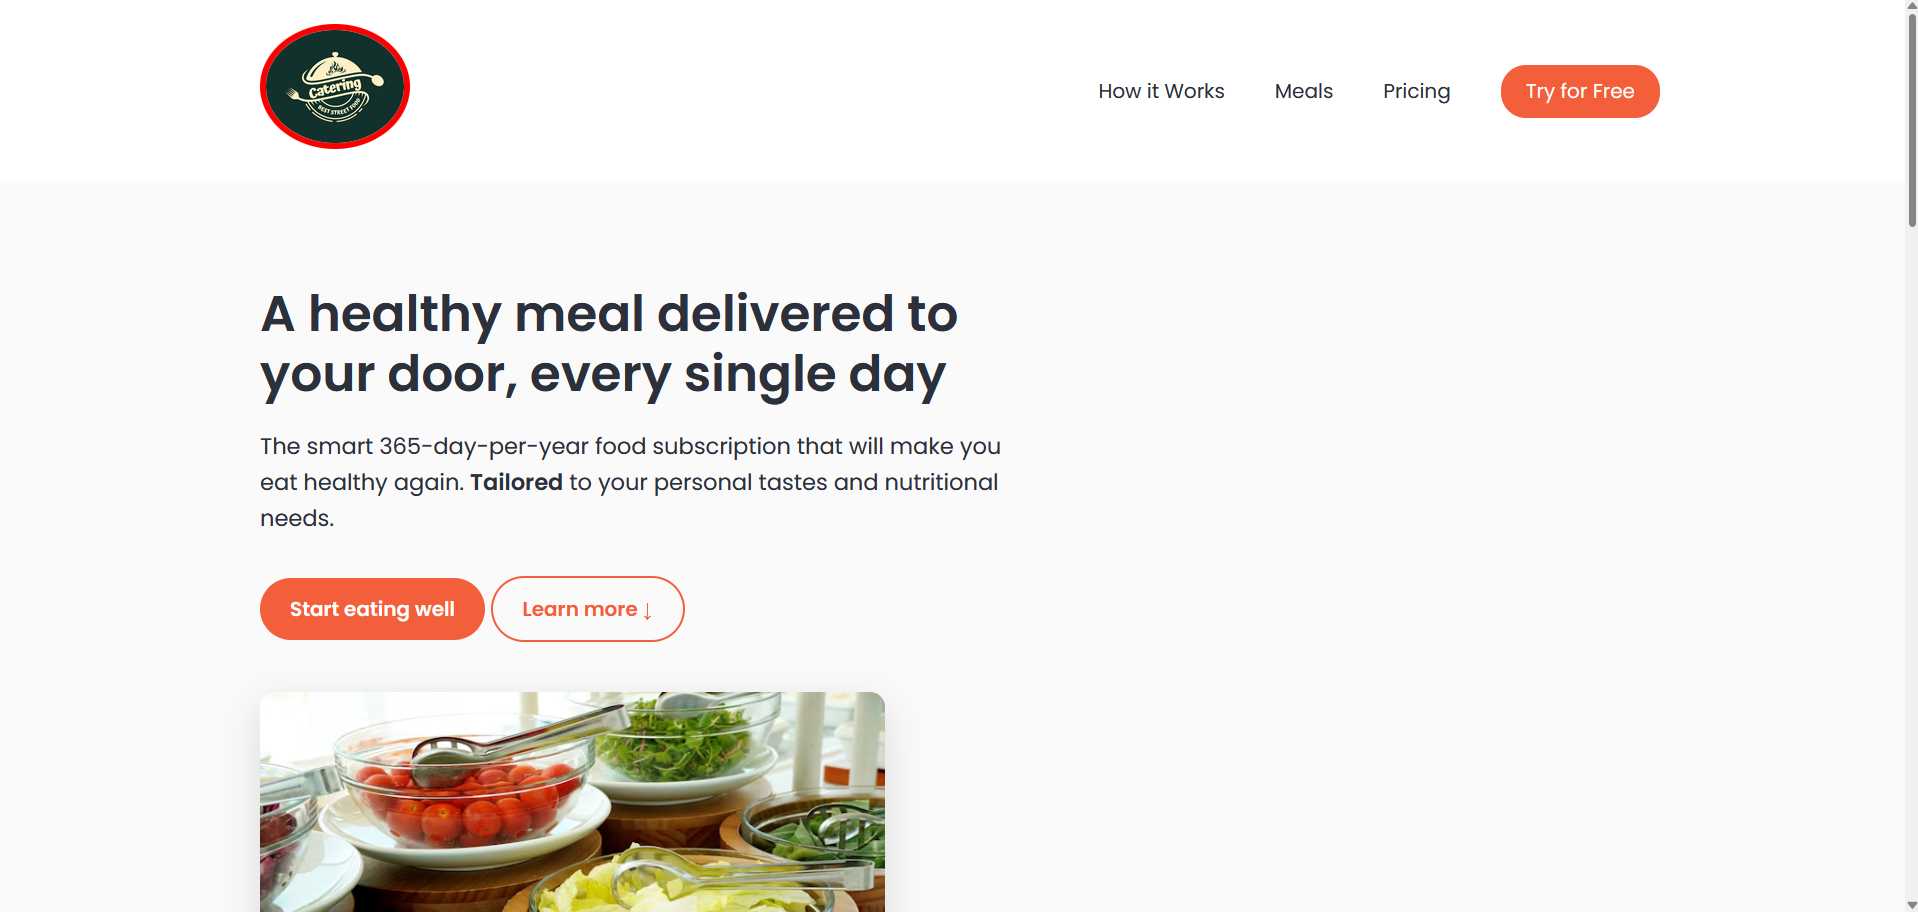 Catering
BEST STREET FOOD
How it Works
Meals
Pricing
Try for Free
A healthy meal delivered to
your door, every single day
The smart 365-day-per-year food subscription that will make you
eat healthy again. Tailored to your personal tastes and nutritional
needs.
Start eating well
Learn more ↓